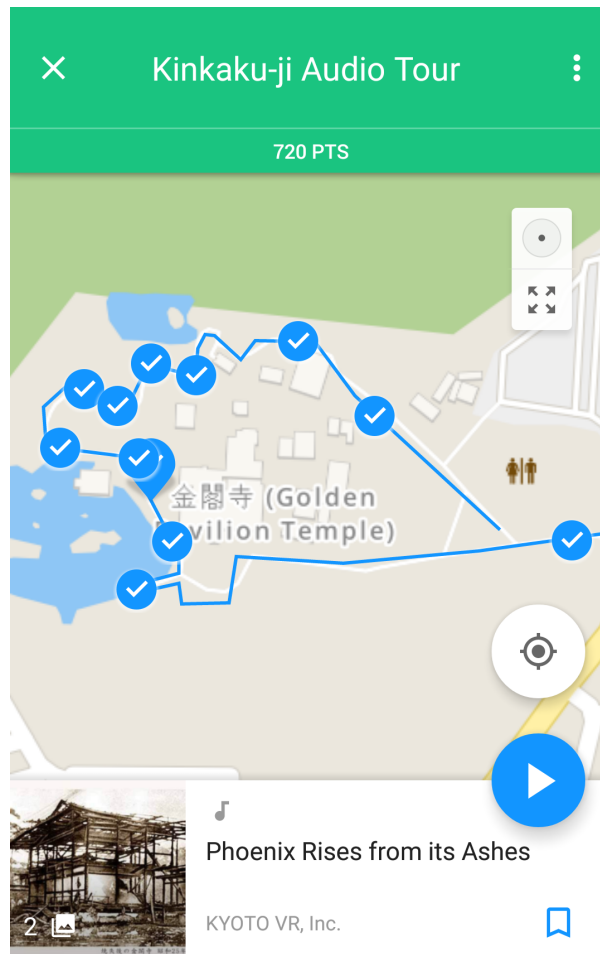 Kinkaku-ji Audio Tour
720 PTS
金閣寺 (Golden
Pavilion Temple)
Phoenix Rises from its Ashes
2
KYOTO VR, Inc.